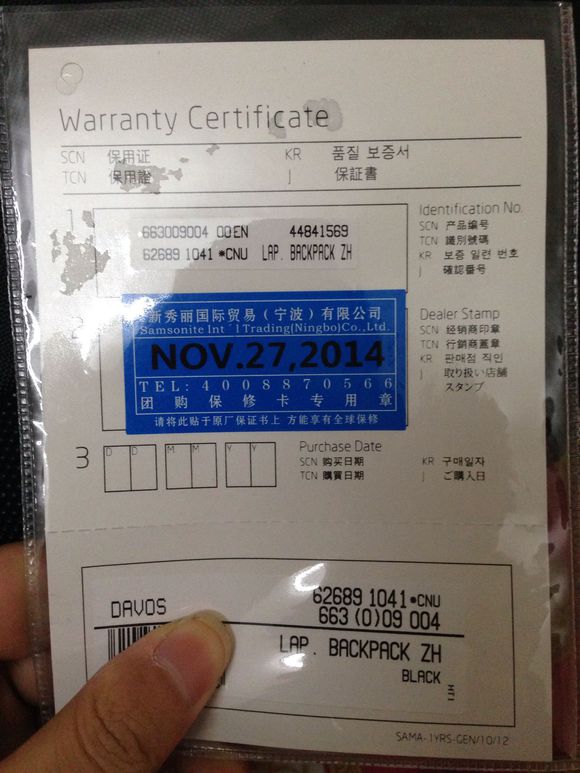 Warranty Certificate
SCN 保用证 KR 품질 보증서
TCN 保用證 J 保証書
1
663009004 00EN 44841569
62689 1041 *CNU LAP. BACKPACK ZH
Identification No.
SCN 产品编号
TCN 識別號碼
KR 보증 일련 번호
J 確認番号
新秀丽国际贸易(宁波)有限公司
Samsonite Int'l Trading(Ningbo)Co.,Ltd.
NOV.27,2014
TEL: 4008870566
团购保修卡专用章
请将此贴于原厂保证书上 方能享有全球保修
Dealer Stamp
SCN 经销商印章
TCN 行銷商蓋章
KR 판매점 직인
J 取り扱い店舗
スタンプ
3 D D M M Y Y
Purchase Date
SCN 购买日期 KR 구매일자
TCN 購買日期 J ご購入日
DAVOS 62689 1041*CNU
663 (0)09 004
LAP. BACKPACK ZH
BLACK
SAMA-1YRS-GEN/10/12